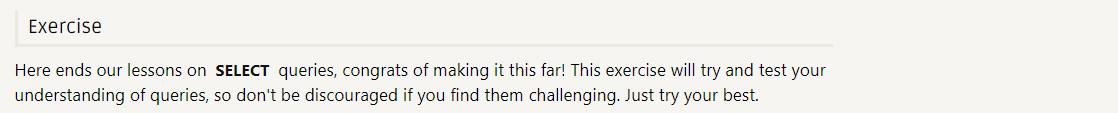 Exercise
Here ends our lessons on SELECT queries, congrats of making it this far! This exercise will try and test your
understanding of queries, so don't be discouraged if you find them challenging. Just try your best.